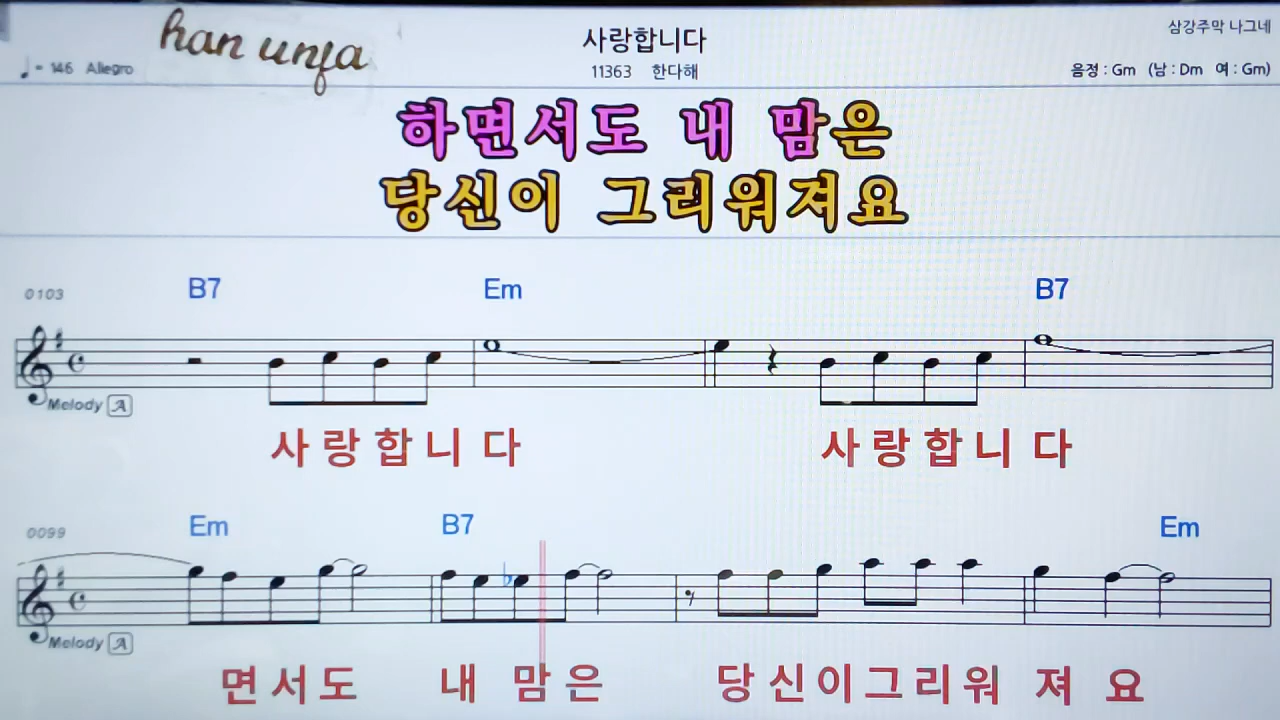 han unja
사랑합니다
삼강주막 나그네
♩= 146 Allegro
11363 한다해
음정 : Gm (남 : Dm 여 : Gm)
하면서도 내 맘은
당신이 그리워져요
0103 B7 Em B7
Melody A
사랑합니다 사랑합니다
0099 Em B7 Em
Melody A
면서도 내 맘은 당신이그리워 져 요